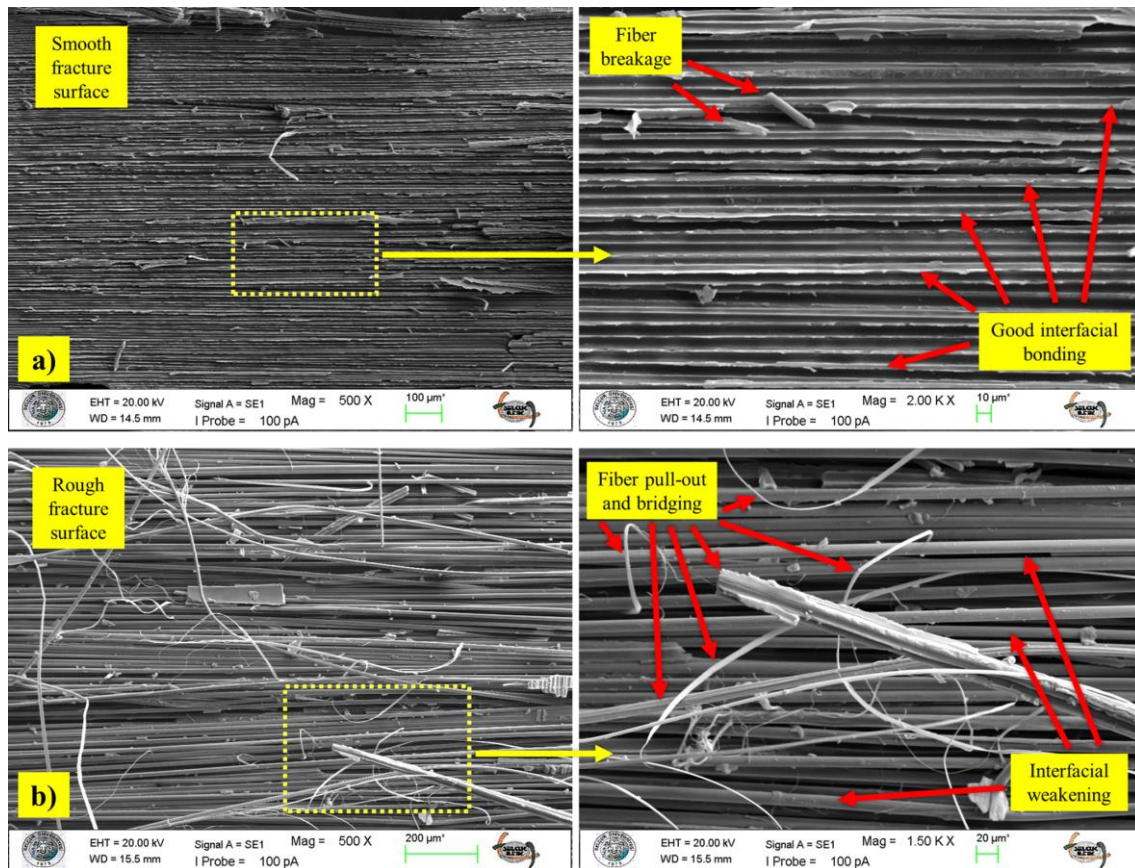 Smooth
fracture
surface
a)
EHT = 20.00 kV
WD = 14.5 mm
Signal A = SE1
I Probe = 100 pA
Mag = 500 X
100 µm
Fiber
breakage
Good interfacial
bonding
EHT = 20.00 kV
WD = 14.5 mm
Signal A = SE1
I Probe = 100 pA
Mag = 2.00 K X
10 µm
Rough
fracture
surface
b)
EHT = 20.00 kV
WD = 15.5 mm
Signal A = SE1
I Probe = 100 pA
Mag = 500 X
200 µm
Fiber pull-out
and bridging
Interfacial
weakening
EHT = 20.00 kV
WD = 15.5 mm
Signal A = SE1
I Probe = 100 pA
Mag = 1.50 K X
20 µm